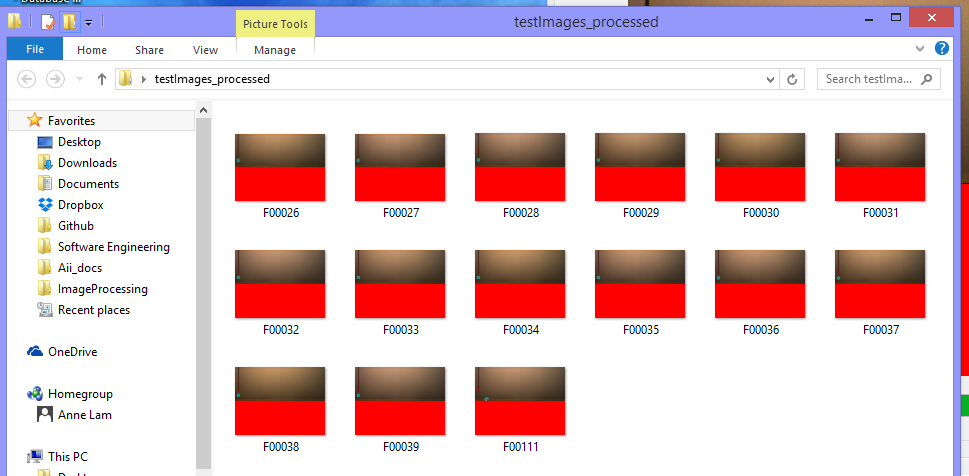 Picture Tools
testImages_processed
File Home Share View Manage
testImages_processed
Search testIma...
Favorites
Desktop
Downloads
Documents
Dropbox
Github
Software Engineering
Aii_docs
ImageProcessing
Recent places
OneDrive
Homegroup
Anne Lam
This PC
F00026 F00027 F00028 F00029 F00030 F00031
F00032 F00033 F00034 F00035 F00036 F00037
F00038 F00039 F00111